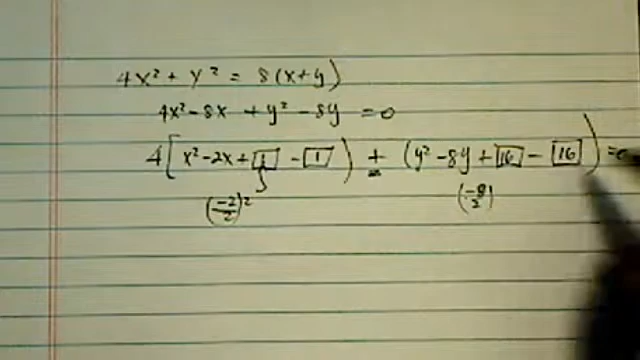 4x² + y² = 8(x+y)
4x² - 8x + y² - 8y = 0
4[x² - 2x + 1 - 1) + (y² - 8y + 16 - 16) = 0
(-2/2)² (-8/2)